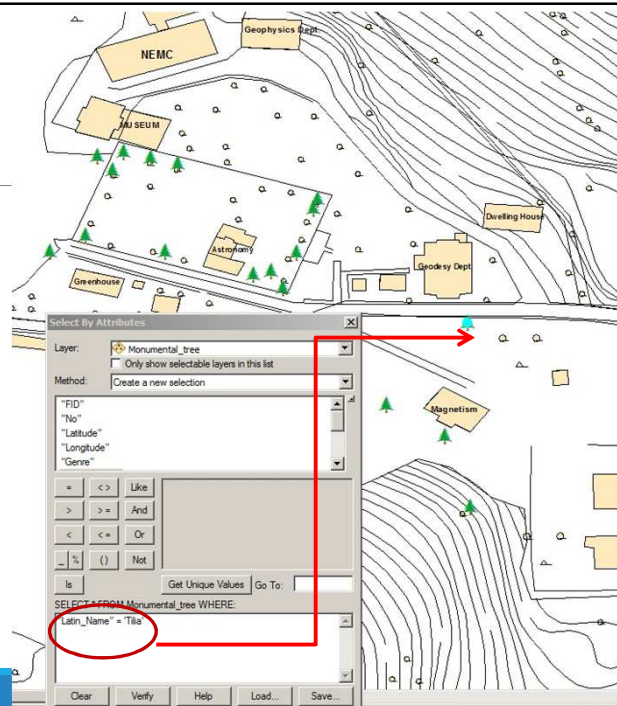 Geophysics Dept.
NEMC
MUSEUM
Dwelling House
Astronomy
Geodesy Dept
Greenhouse
Select By Attributes
Layer: Monumental_tree
Only show selectable layers in this list
Method: Create a new selection
"FID"
"No"
"Latitude"
"Longitude"
"Genre"
= <> Like
> >= And
< <= Or
_ % () Not
Is Get Unique Values Go To:
SELECT * FROM Monumental_tree WHERE:
Latin_Name" = 'Tilia'
Clear Verify Help Load... Save...
Magnetism